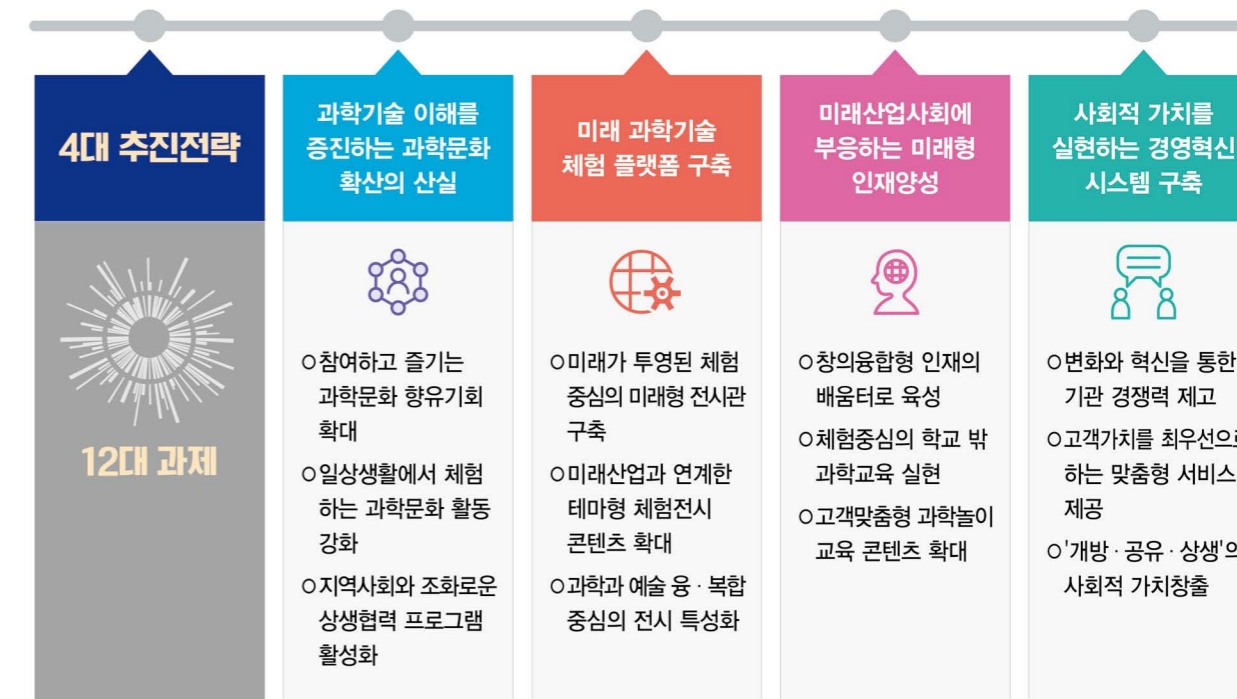 4대 추진전략
과학기술 이해를
증진하는 과학문화
확산의 산실
미래 과학기술
체험 플랫폼 구축
미래산업사회에
부응하는 미래형
인재양성
사회적 가치를
실현하는 경영혁신
시스템 구축
12대 과제
ㅇ참여하고 즐기는
과학문화 향유기회
확대
ㅇ일상생활에서 체험
하는 과학문화 활동
강화
ㅇ지역사회와 조화로운
상생협력 프로그램
활성화
ㅇ미래가 투영된 체험
중심의 미래형 전시관
구축
ㅇ미래산업과 연계한
테마형 체험전시
콘텐츠 확대
ㅇ과학과 예술 융·복합
중심의 전시 특성화
ㅇ창의융합형 인재의
배움터로 육성
ㅇ체험중심의 학교 밖
과학교육 실현
ㅇ고객맞춤형 과학놀이
교육 콘텐츠 확대
ㅇ변화와 혁신을 통한
기관 경쟁력 제고
ㅇ고객가치를 최우선으로
하는 맞춤형 서비스
제공
ㅇ'개방·공유·상생'의
사회적 가치창출